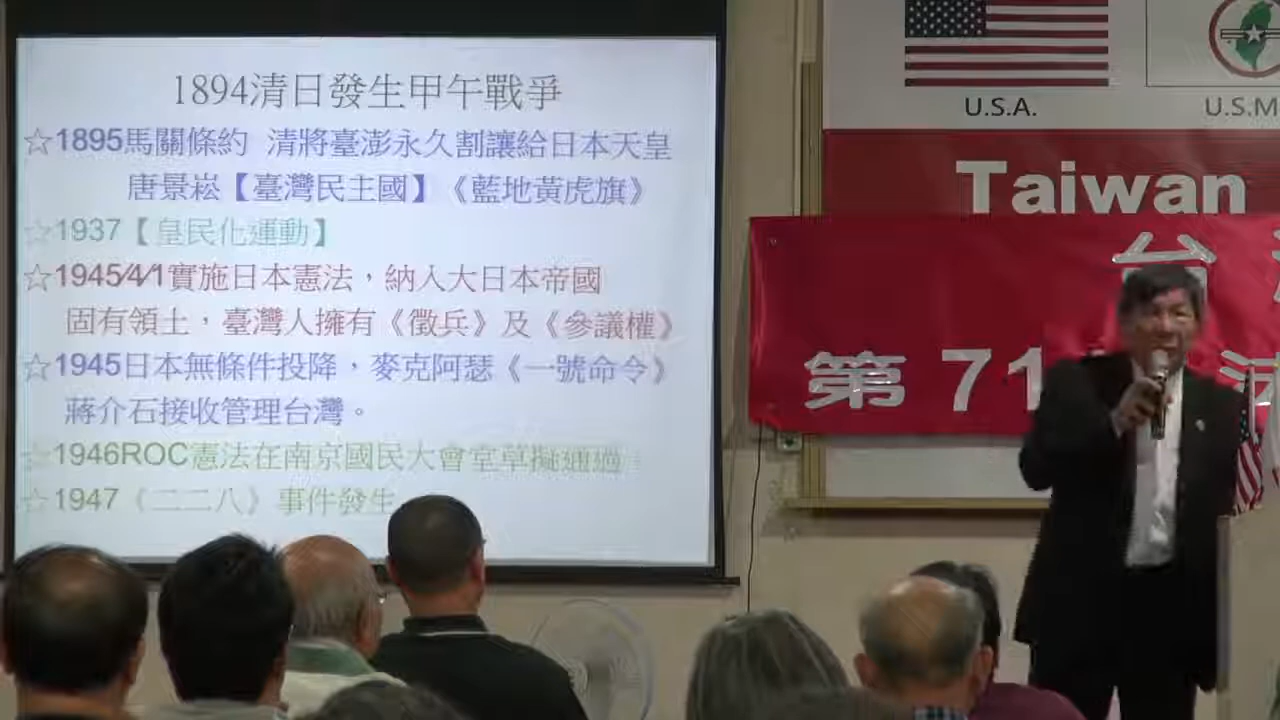 1894清日發生甲午戰爭
☆1895馬關條約 清將臺澎永久割讓給日本天皇
唐景崧【臺灣民主國】《藍地黃虎旗》
☆1937【皇民化運動】
☆1945/4/1實施日本憲法，納入大日本帝國
固有領土，臺灣人擁有《徵兵》及《參議權》
☆1945日本無條件投降，麥克阿瑟《一號命令》
蔣介石接收管理台灣。
☆1946ROC憲法在南京國民大會堂草擬通過
☆1947《二二八》事件發生
U.S.A.
U.S.M
Taiwan
台
第 71